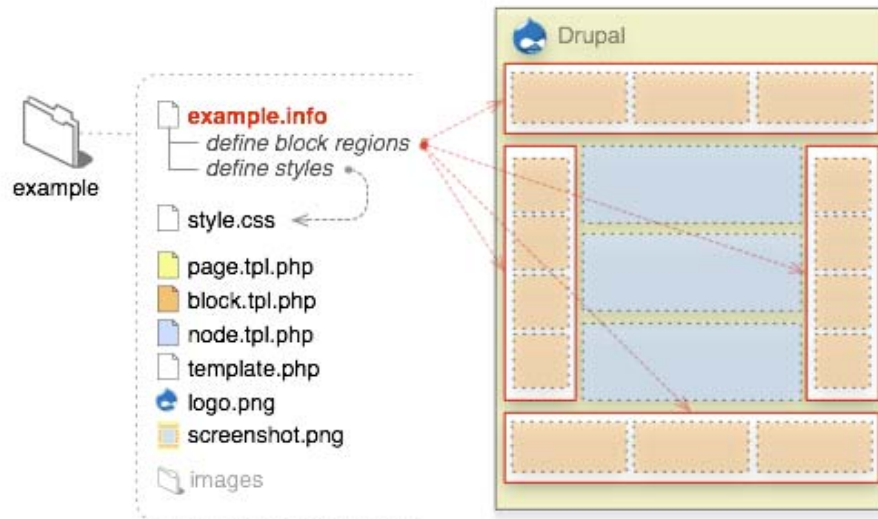 Drupal
example.info
define block regions
define styles
example
style.css
page.tpl.php
block.tpl.php
node.tpl.php
template.php
logo.png
screenshot.png
images